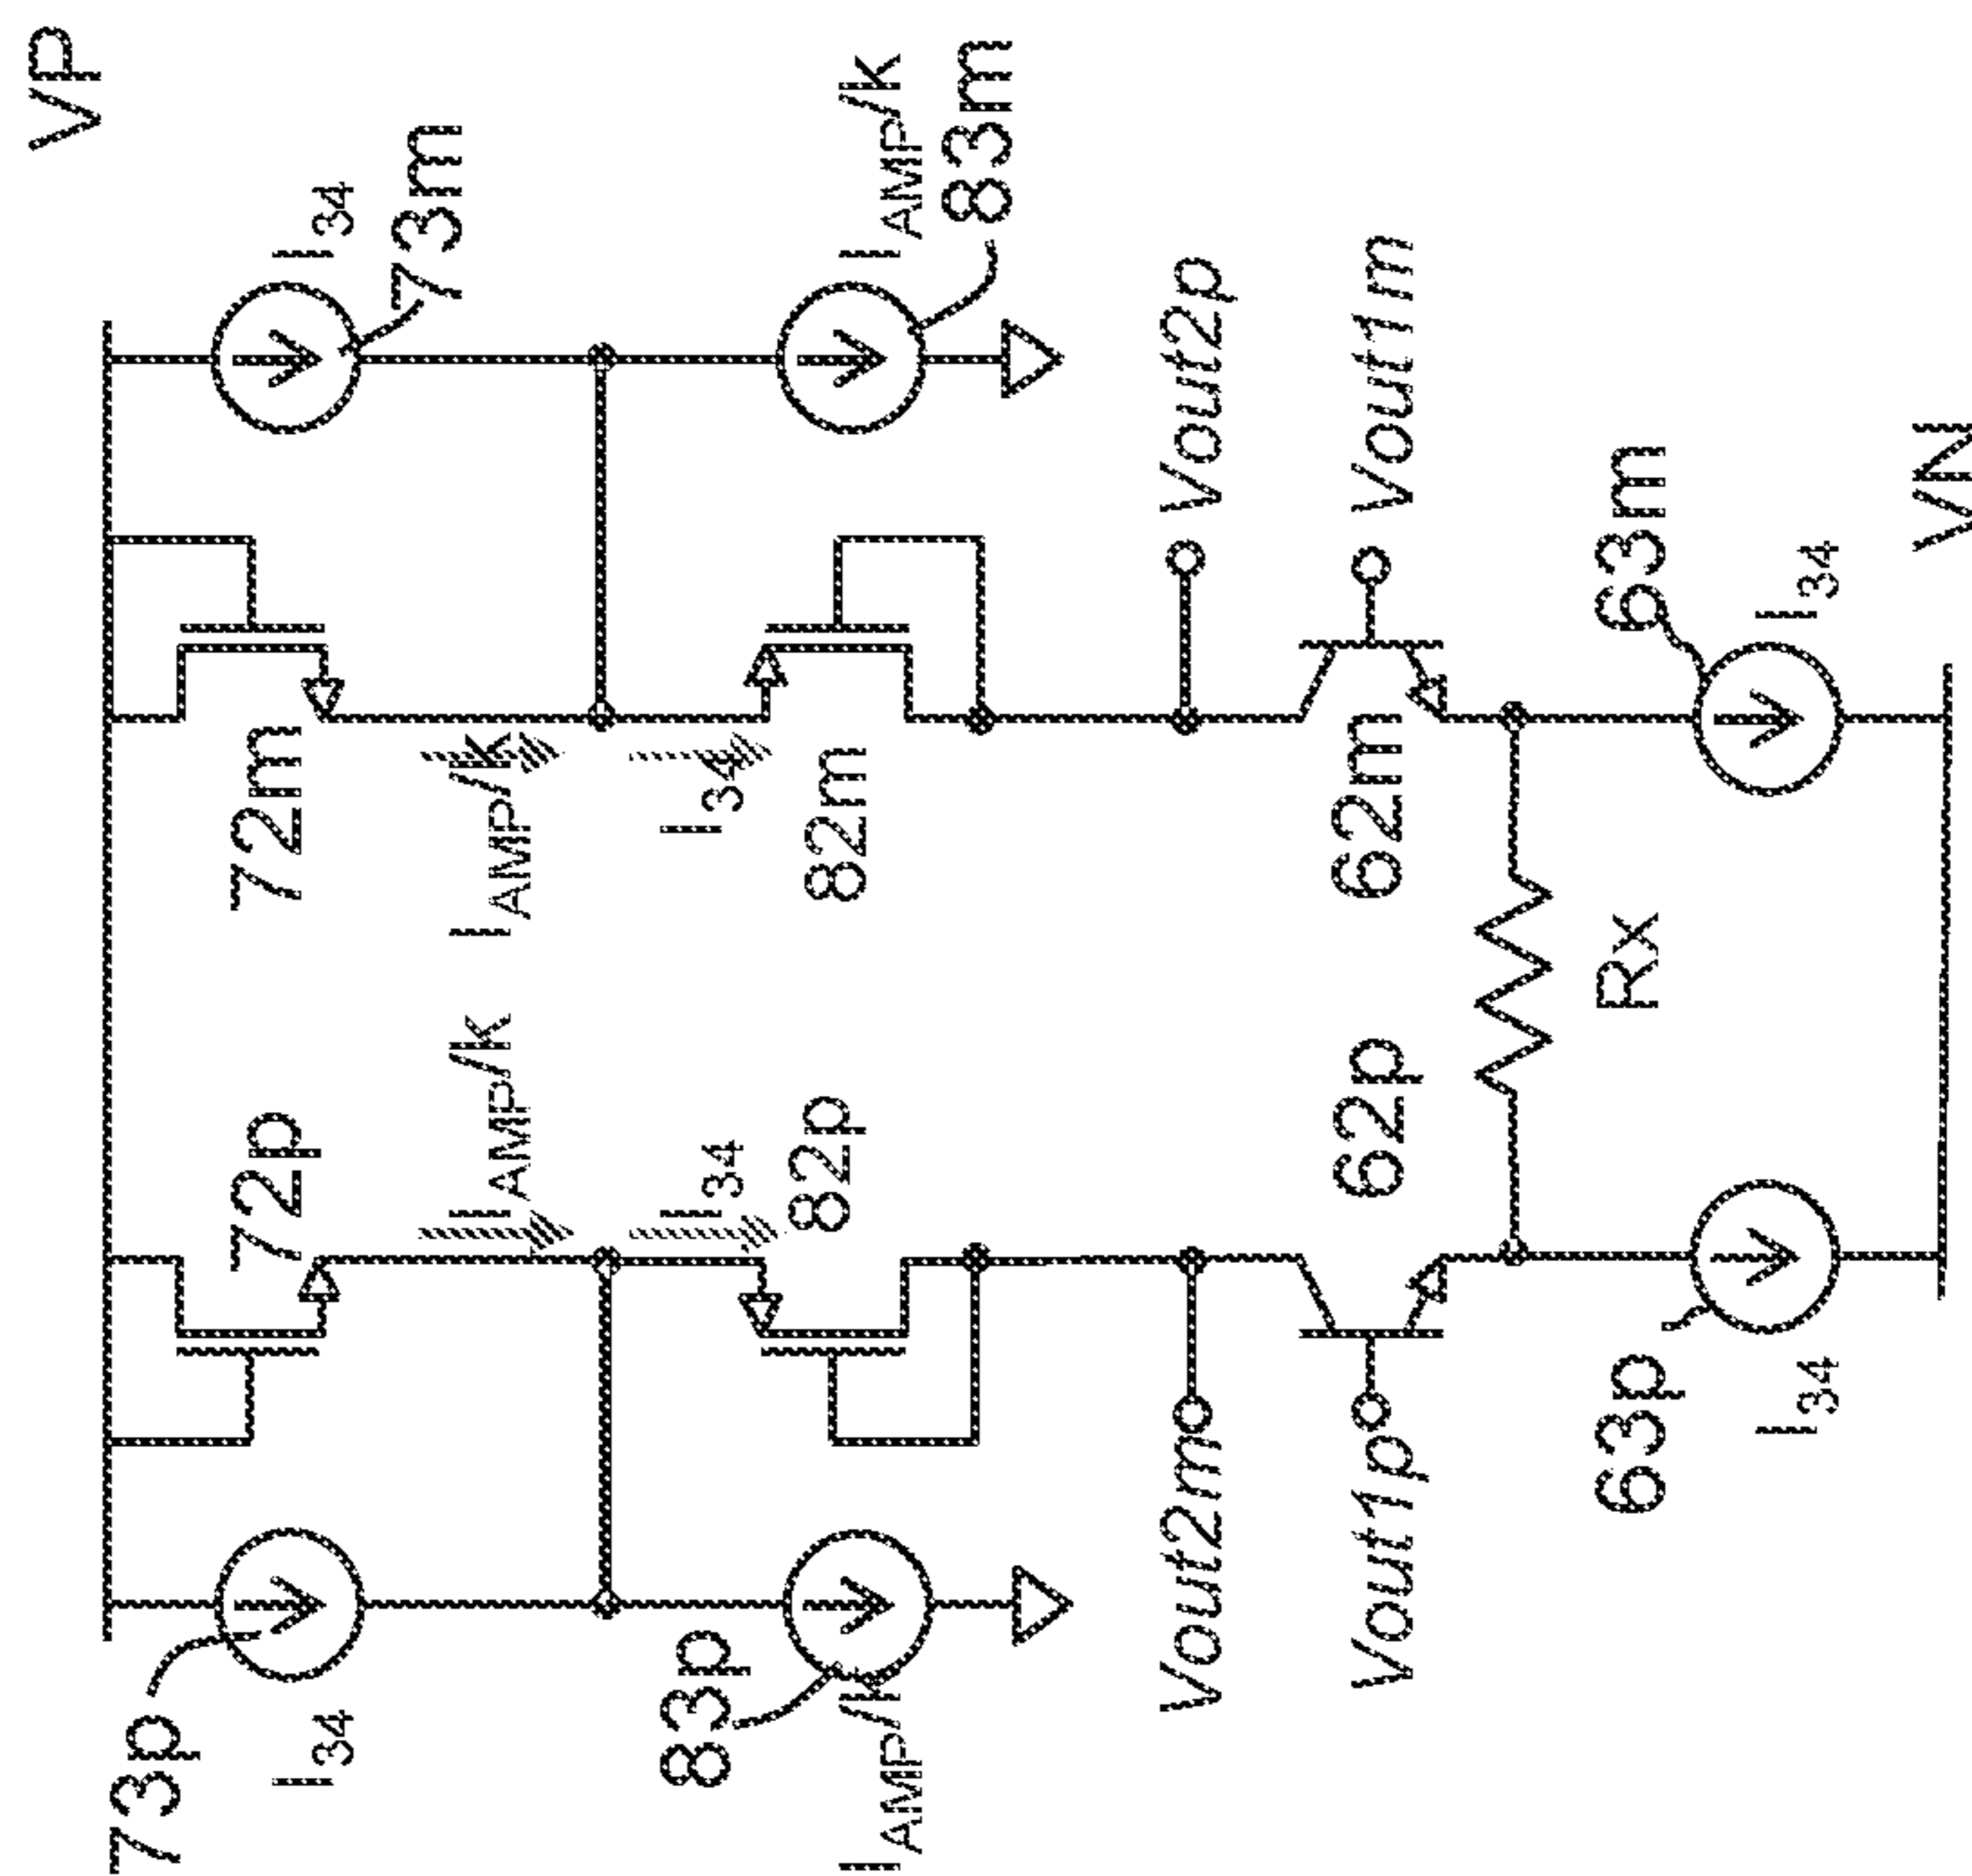 VP
73p
I34
72p
72m
I34
73m
IAMP/k
IAMP/k
83p
IAMP/k
I34
82p
I34
82m
IAMP/k
83m
Vout2m
Vout2p
Vout1p
62p
62m
Vout1m
Rx
63p
I34
63m
I34
VN